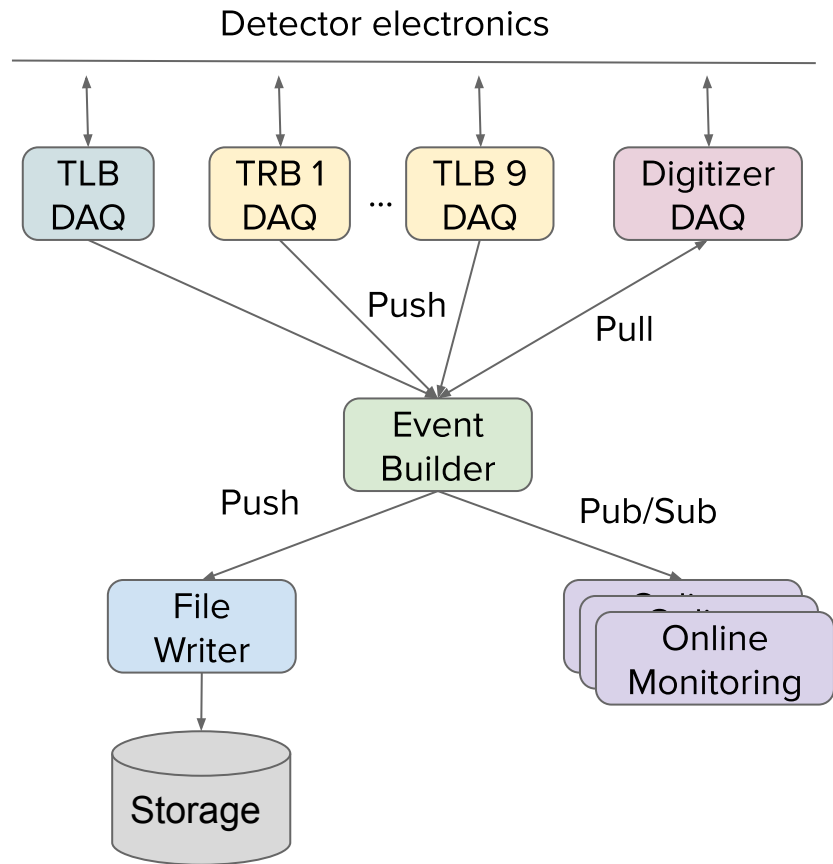 Detector electronics
TLB
DAQ
TRB 1
DAQ
...
TLB 9
DAQ
Digitizer
DAQ
Push
Pull
Event
Builder
Push
Pub/Sub
File
Writer
Online
Monitoring
Storage